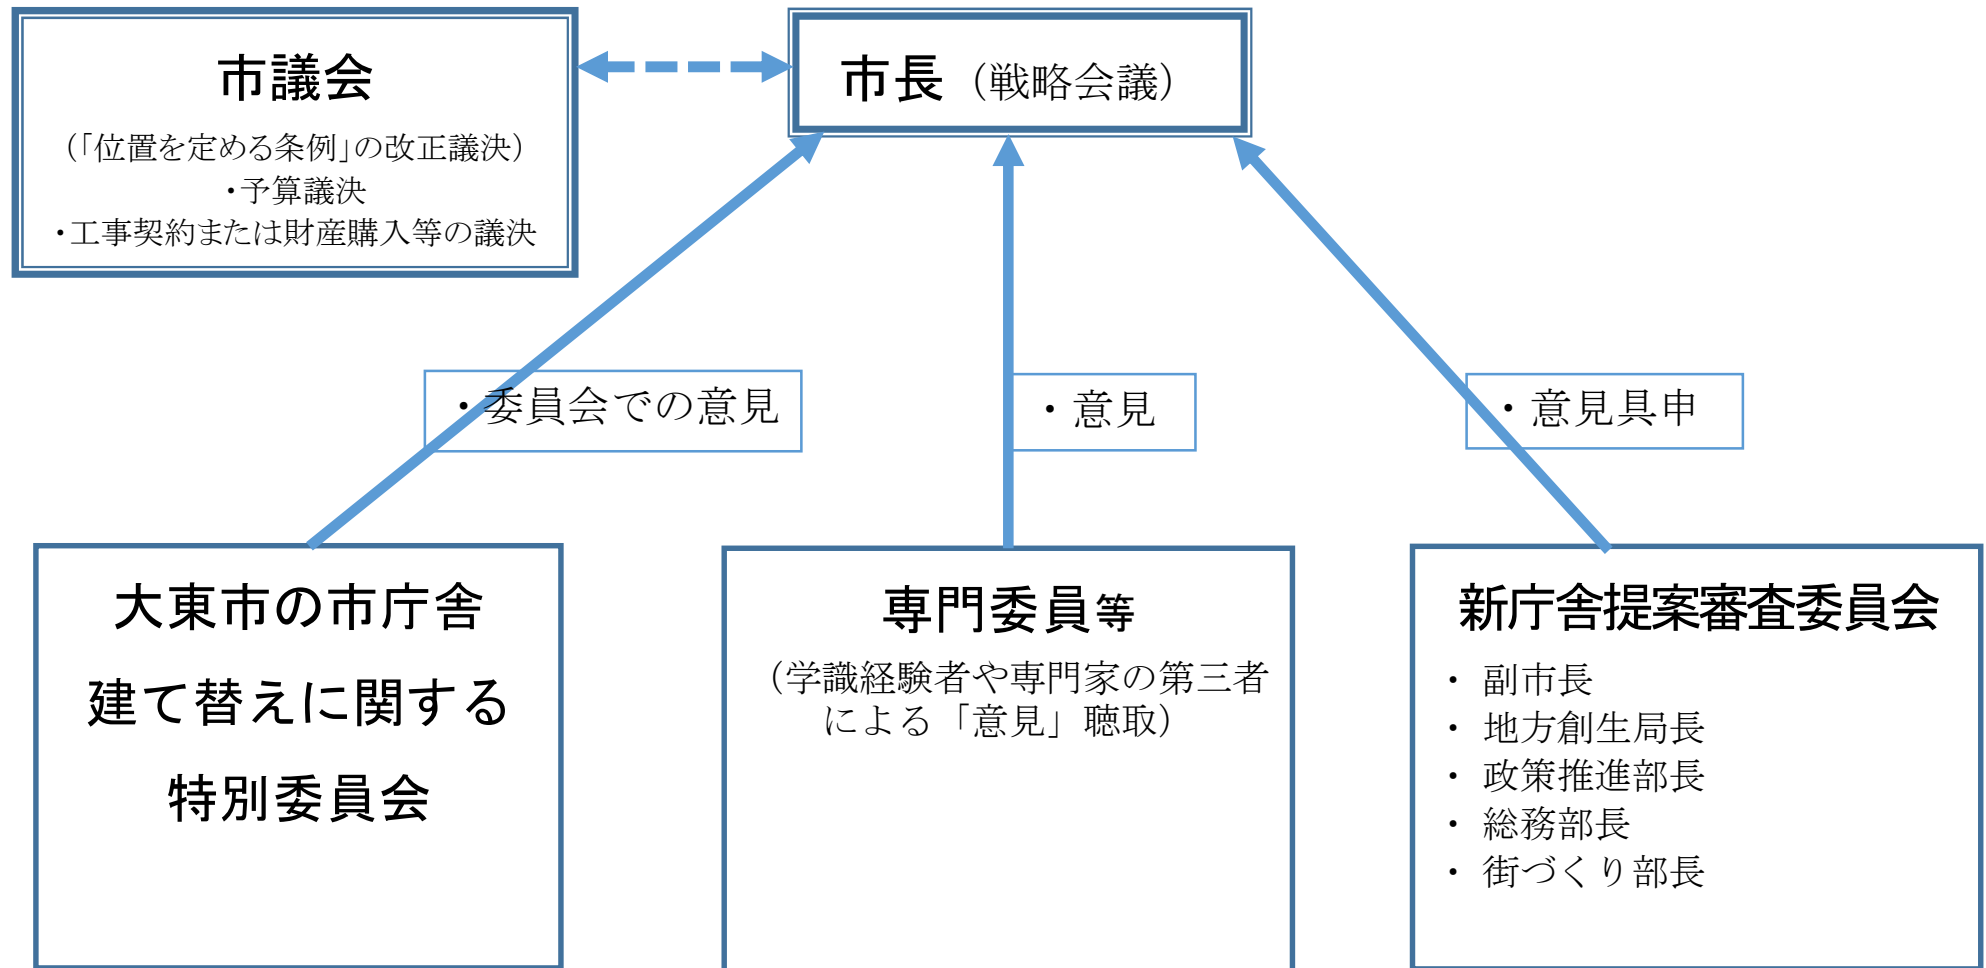 市議会
（「位置を定める条例」の改正議決）
・予算議決
・工事契約または財産購入等の議決
市長（戦略会議）
・委員会での意見
・意見
・意見具申
大東市の市庁舎
建て替えに関する
特別委員会
専門委員等
（学識経験者や専門家の第三者
による「意見」聴取）
新庁舎提案審査委員会
・ 副市長
・ 地方創生局長
・ 政策推進部長
・ 総務部長
・ 街づくり部長